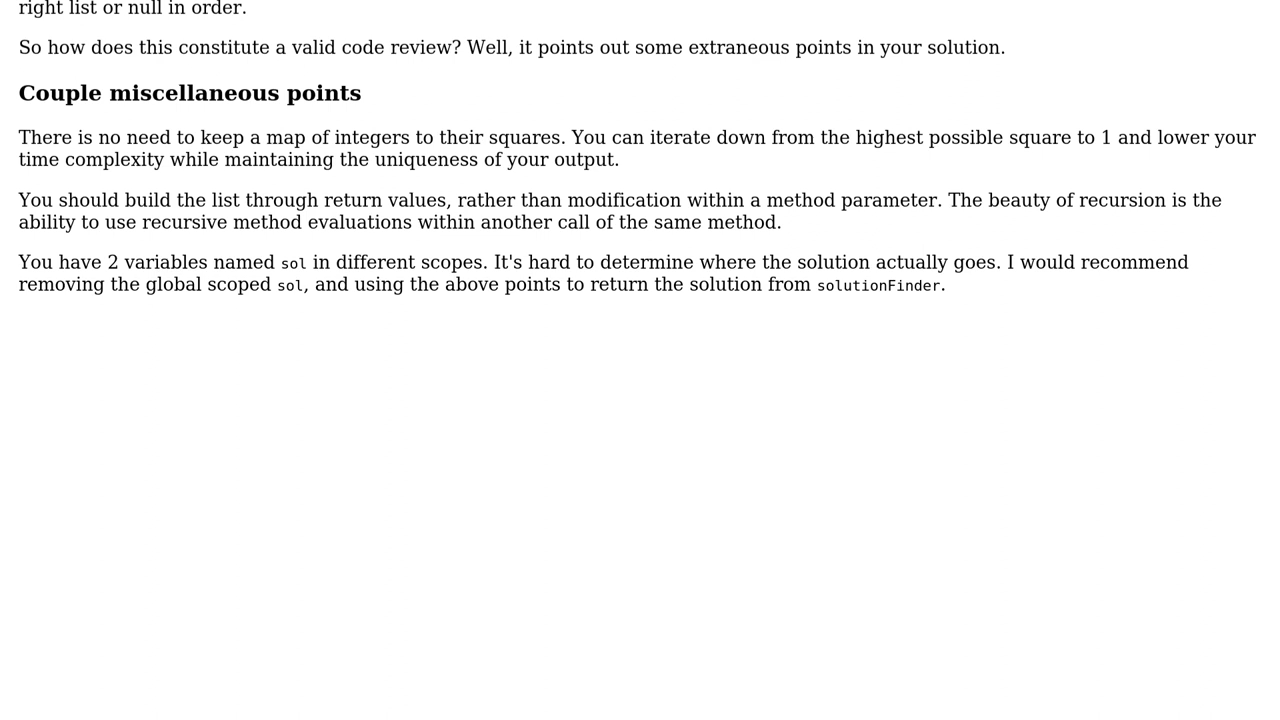 right list or null in order.
So how does this constitute a valid code review? Well, it points out some extraneous points in your solution.
Couple miscellaneous points
There is no need to keep a map of integers to their squares. You can iterate down from the highest possible square to 1 and lower your
time complexity while maintaining the uniqueness of your output.
You should build the list through return values, rather than modification within a method parameter. The beauty of recursion is the
ability to use recursive method evaluations within another call of the same method.
You have 2 variables named sol in different scopes. It's hard to determine where the solution actually goes. I would recommend
removing the global scoped sol, and using the above points to return the solution from solutionFinder.